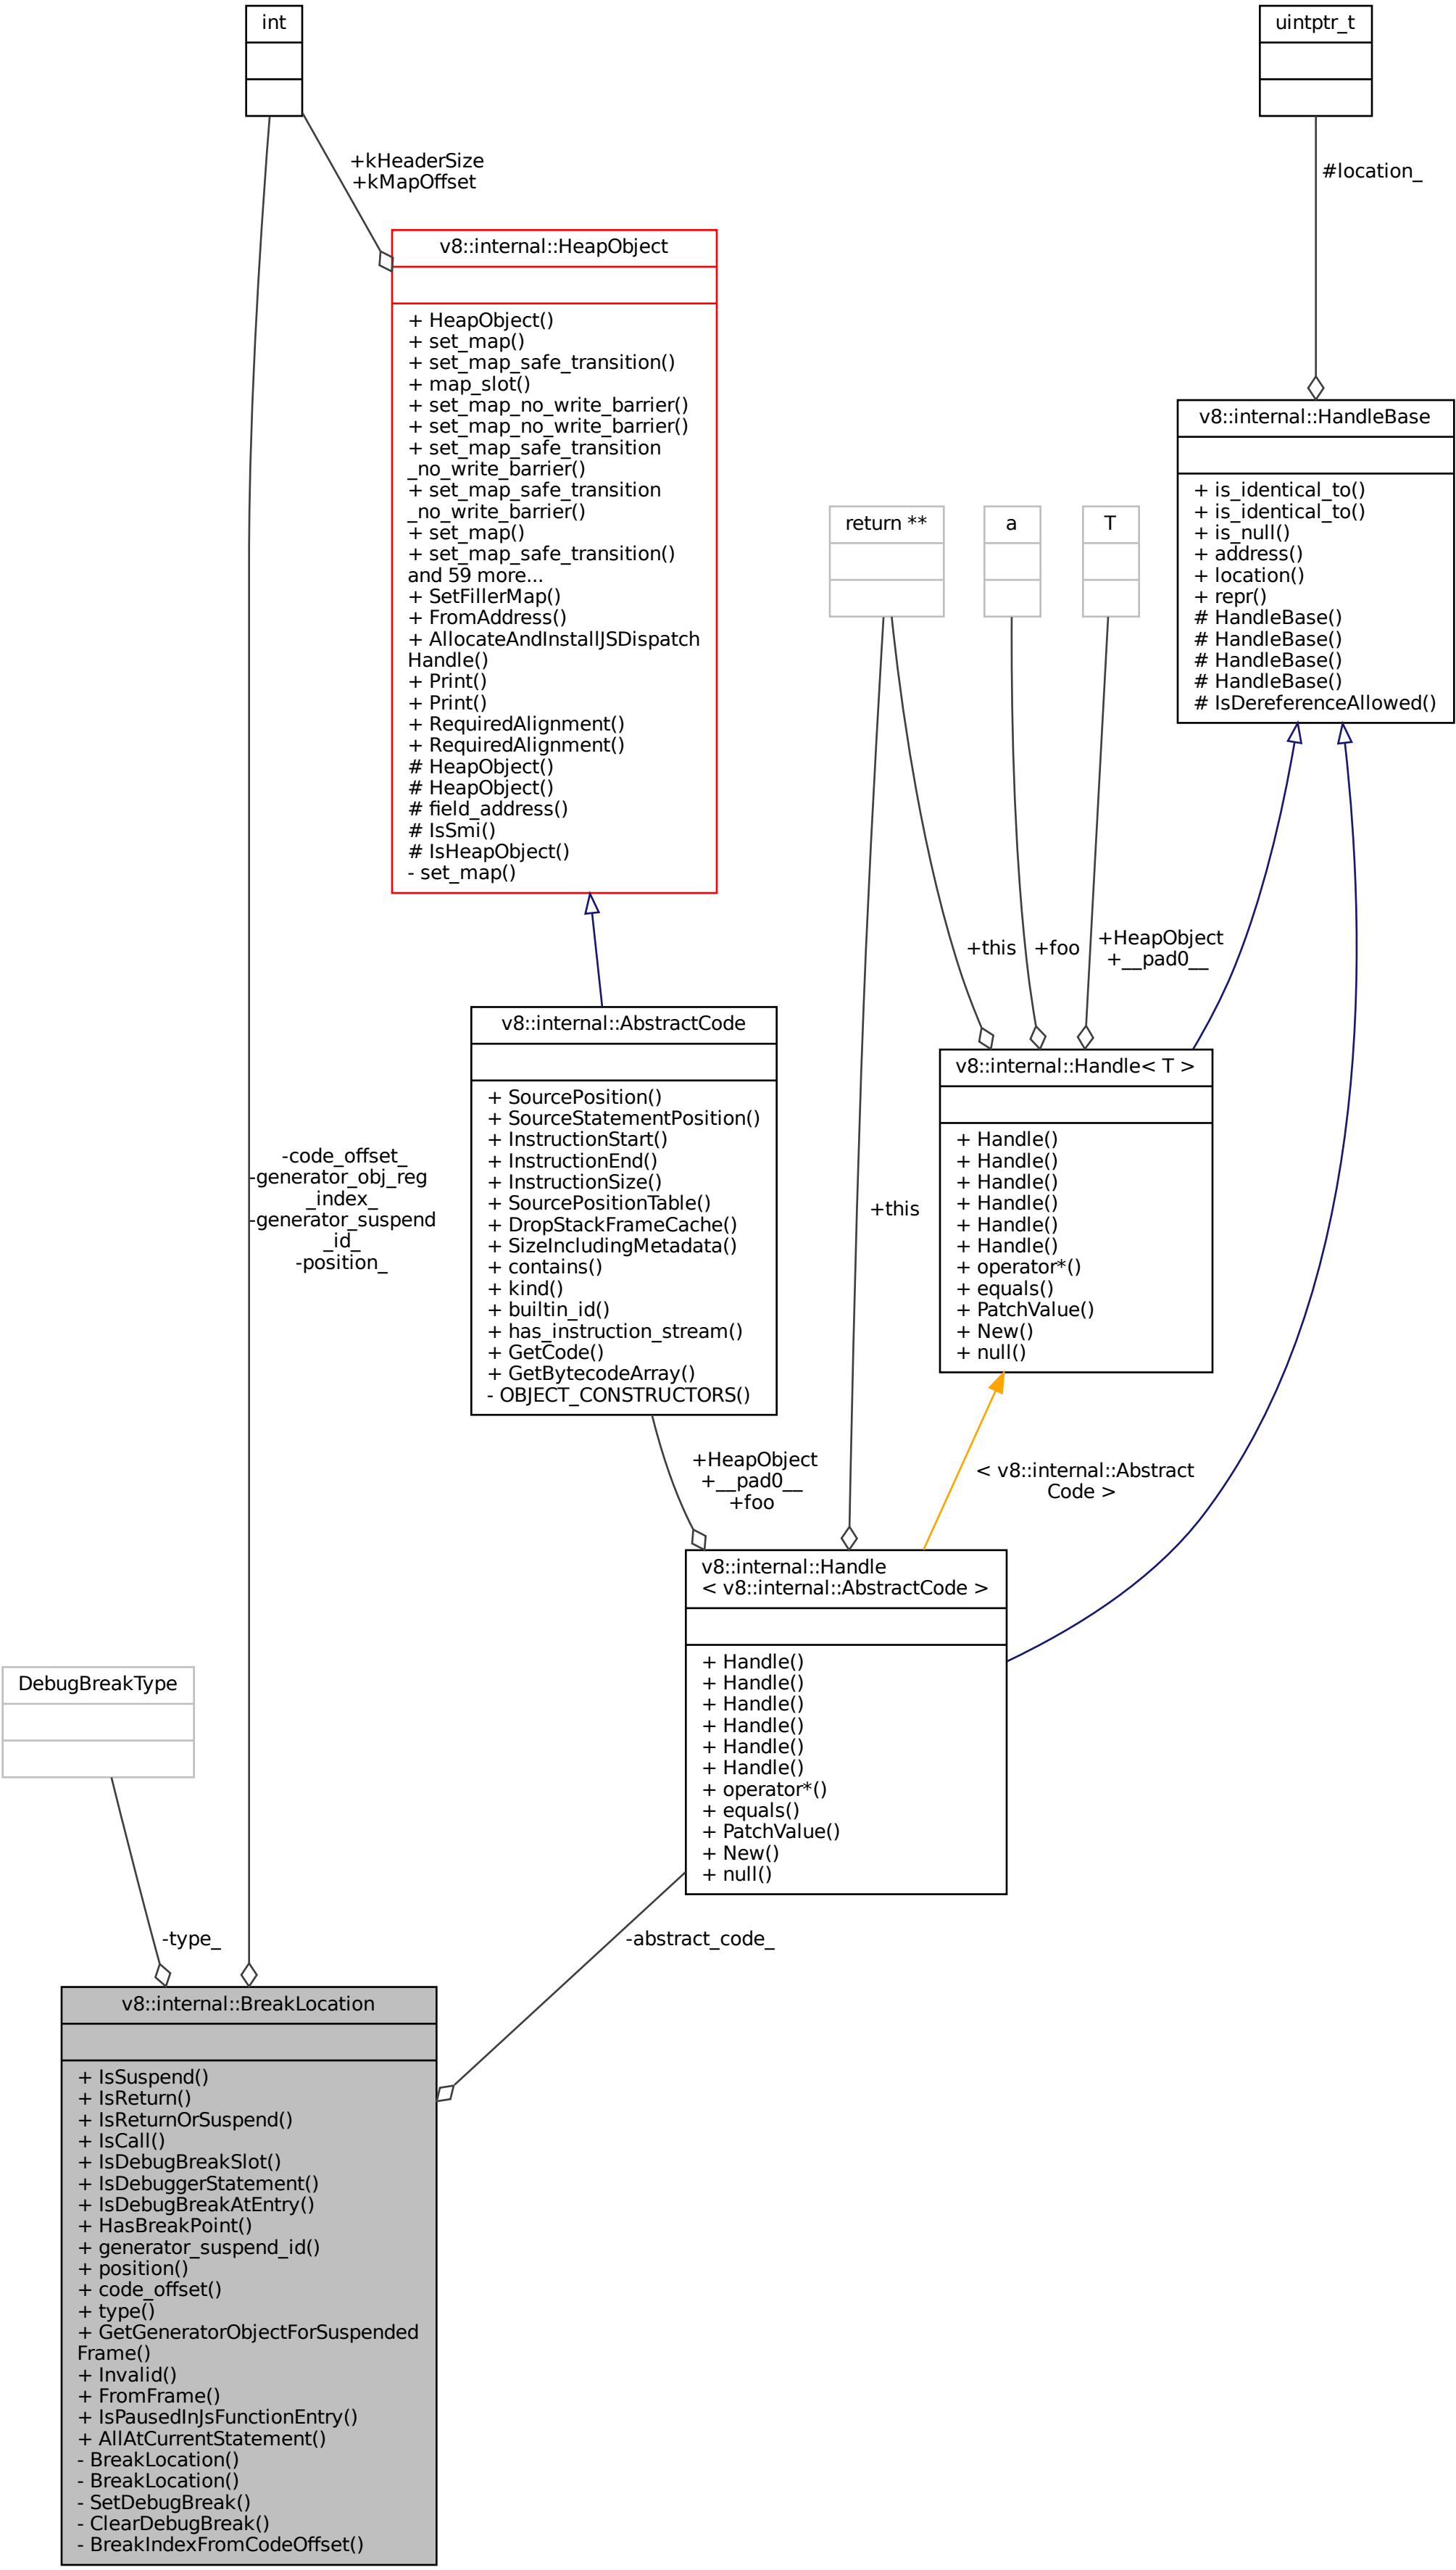 int
uintptr_t
+kHeaderSize
+kMapOffset
#location_
v8::internal::HeapObject
+ HeapObject()
+ set_map()
+ set_map_safe_transition()
+ map_slot()
+ set_map_no_write_barrier()
+ set_map_no_write_barrier()
+ set_map_safe_transition
_no_write_barrier()
+ set_map_safe_transition
_no_write_barrier()
+ set_map()
+ set_map_safe_transition()
and 59 more...
+ SetFillerMap()
+ FromAddress()
+ AllocateAndInstallJSDispatch
Handle()
+ Print()
+ Print()
+ RequiredAlignment()
+ RequiredAlignment()
# HeapObject()
# HeapObject()
# field_address()
# IsSmi()
# IsHeapObject()
- set_map()
v8::internal::HandleBase
+ is_identical_to()
+ is_identical_to()
+ is_null()
+ address()
+ location()
+ repr()
# HandleBase()
# HandleBase()
# HandleBase()
# HandleBase()
# IsDereferenceAllowed()
return **
a
T
+this
+foo
+HeapObject
+__pad0__
v8::internal::AbstractCode
+ SourcePosition()
+ SourceStatementPosition()
+ InstructionStart()
+ InstructionEnd()
+ InstructionSize()
+ SourcePositionTable()
+ DropStackFrameCache()
+ SizeIncludingMetadata()
+ contains()
+ kind()
+ builtin_id()
+ has_instruction_stream()
+ GetCode()
+ GetBytecodeArray()
- OBJECT_CONSTRUCTORS()
v8::internal::Handle< T >
+ Handle()
+ Handle()
+ Handle()
+ Handle()
+ Handle()
+ Handle()
+ operator*()
+ equals()
+ PatchValue()
+ New()
+ null()
-code_offset_
-generator_obj_reg
_index_
-generator_suspend
_id_
-position_
+this
+HeapObject
+__pad0__
+foo
< v8::internal::Abstract
Code >
v8::internal::Handle
< v8::internal::AbstractCode >
+ Handle()
+ Handle()
+ Handle()
+ Handle()
+ Handle()
+ Handle()
+ operator*()
+ equals()
+ PatchValue()
+ New()
+ null()
DebugBreakType
-type_
-abstract_code_
v8::internal::BreakLocation
+ IsSuspend()
+ IsReturn()
+ IsReturnOrSuspend()
+ IsCall()
+ IsDebugBreakSlot()
+ IsDebuggerStatement()
+ IsDebugBreakAtEntry()
+ HasBreakPoint()
+ generator_suspend_id()
+ position()
+ code_offset()
+ type()
+ GetGeneratorObjectForSuspended
Frame()
+ Invalid()
+ FromFrame()
+ IsPausedInJsFunctionEntry()
+ AllAtCurrentStatement()
- BreakLocation()
- BreakLocation()
- SetDebugBreak()
- ClearDebugBreak()
- BreakIndexFromCodeOffset()